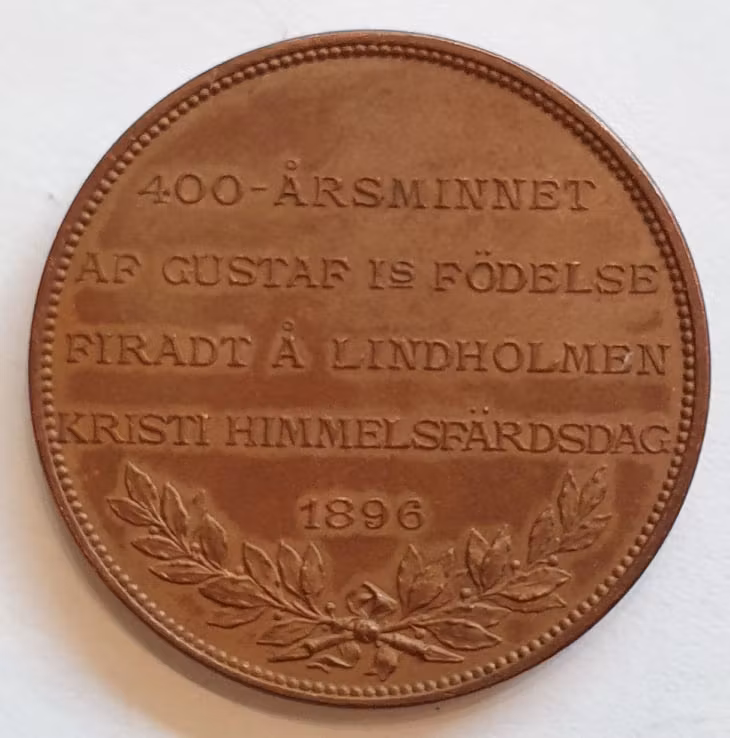 400-ÅRSMINNET
AF GUSTAF Is FÖDELSE
FIRADT Å LINDHOLMEN
KRISTI HIMMELSFÄRDSDAG
1896